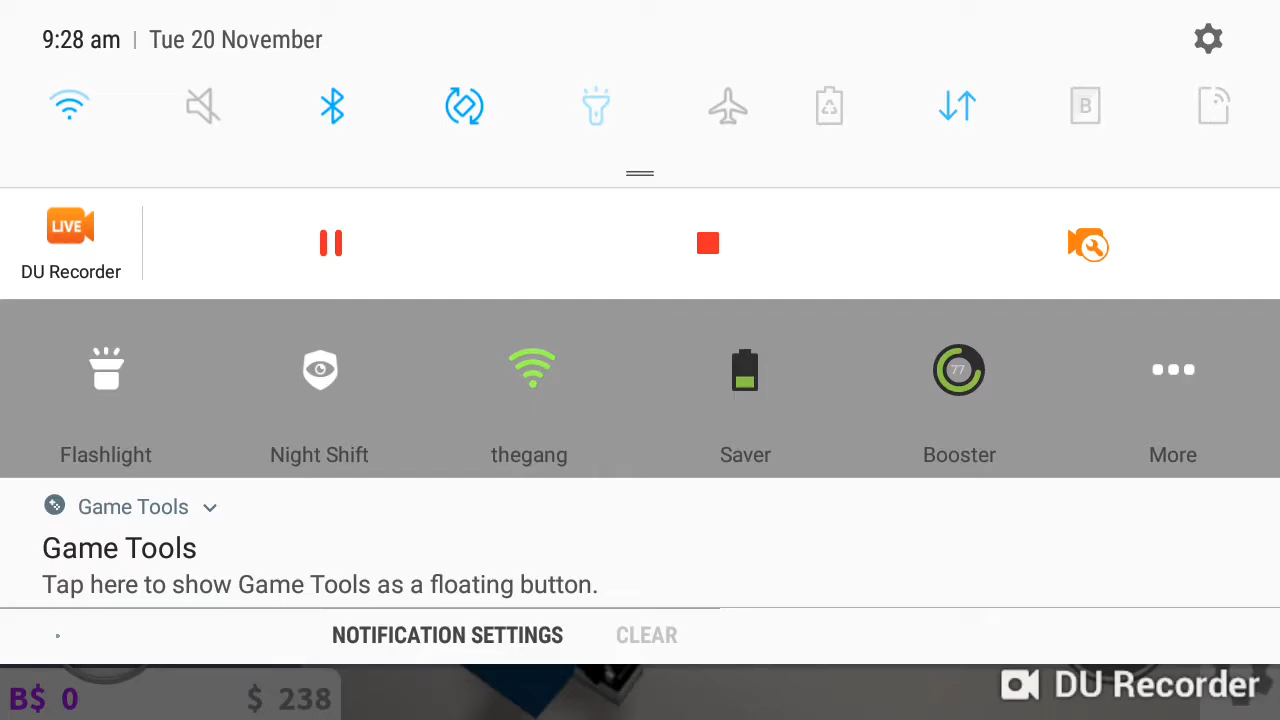 9:28 am | Tue 20 November
B
LIVE
DU Recorder
77
Flashlight Night Shift thegang Saver Booster More
Game Tools
Game Tools
Tap here to show Game Tools as a floating button.
NOTIFICATION SETTINGS CLEAR
B$ 0 $ 238
DU Recorder